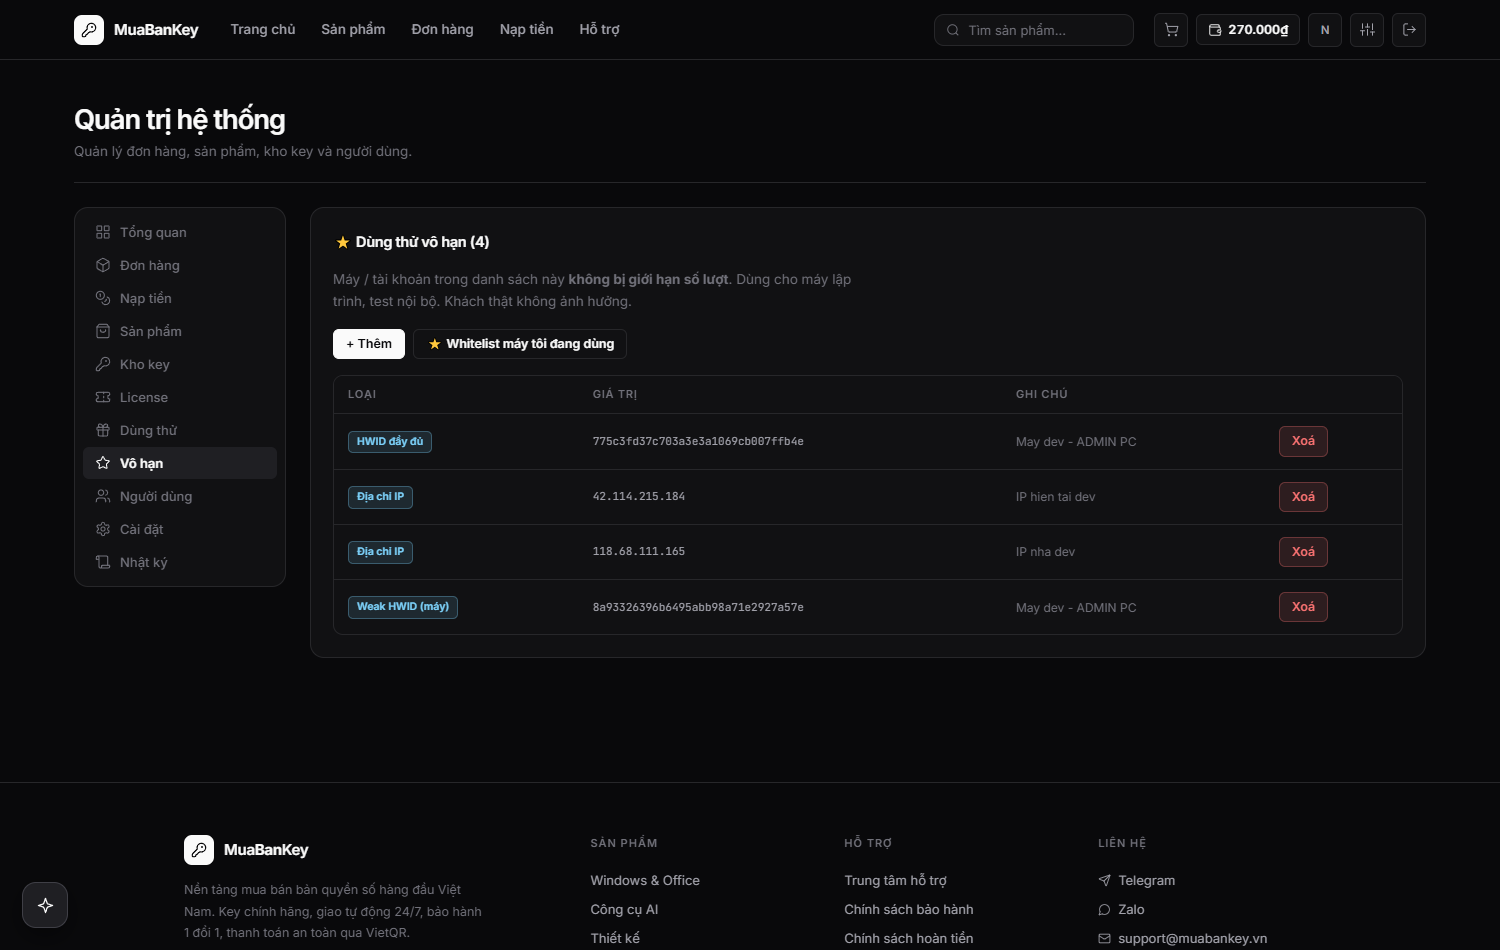 MuaBanKey
Trang chủ
Sản phẩm
Đơn hàng
Nạp tiền
Hỗ trợ
Tìm sản phẩm...
270.000₫
N
Quản trị hệ thống
Quản lý đơn hàng, sản phẩm, kho key và người dùng.
Tổng quan
Đơn hàng
Nạp tiền
Sản phẩm
Kho key
License
Dùng thử
Vô hạn
Người dùng
Cài đặt
Nhật ký
Dùng thử vô hạn (4)
Máy / tài khoản trong danh sách này không bị giới hạn số lượt. Dùng cho máy lập
trình, test nội bộ. Khách thật không ảnh hưởng.
+ Thêm
Whitelist máy tôi đang dùng
LOẠI GIÁ TRỊ GHI CHÚ
HWID đầy đủ 775c3fd37c703a3e3a1069cb007ffb4e May dev - ADMIN PC Xoá
Địa chỉ IP 42.114.215.184 IP hien tai dev Xoá
Địa chỉ IP 118.68.111.165 IP nha dev Xoá
Weak HWID (máy) 8a93326396b6495abb98a71e2927a57e May dev - ADMIN PC Xoá
MuaBanKey
Nền tảng mua bán bản quyền số hàng đầu Việt
Nam. Key chính hãng, giao tự động 24/7, bảo hành
1 đổi 1, thanh toán an toàn qua VietQR.
SẢN PHẨM
Windows & Office
Công cụ AI
Thiết kế
HỖ TRỢ
Trung tâm hỗ trợ
Chính sách bảo hành
Chính sách hoàn tiền
LIÊN HỆ
Telegram
Zalo
support@muabankey.vn